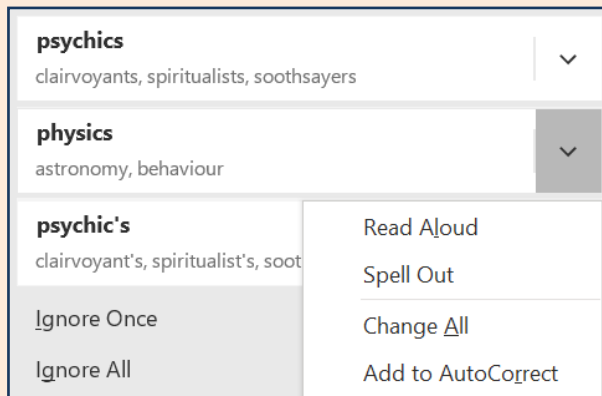 psychics
clairvoyants, spiritualists, soothsayers
physics
astronomy, behaviour
psychic's
clairvoyant's, spiritualist's, soot
Ignore Once
Ignore All
Read Aloud
Spell Out
Change All
Add to AutoCorrect